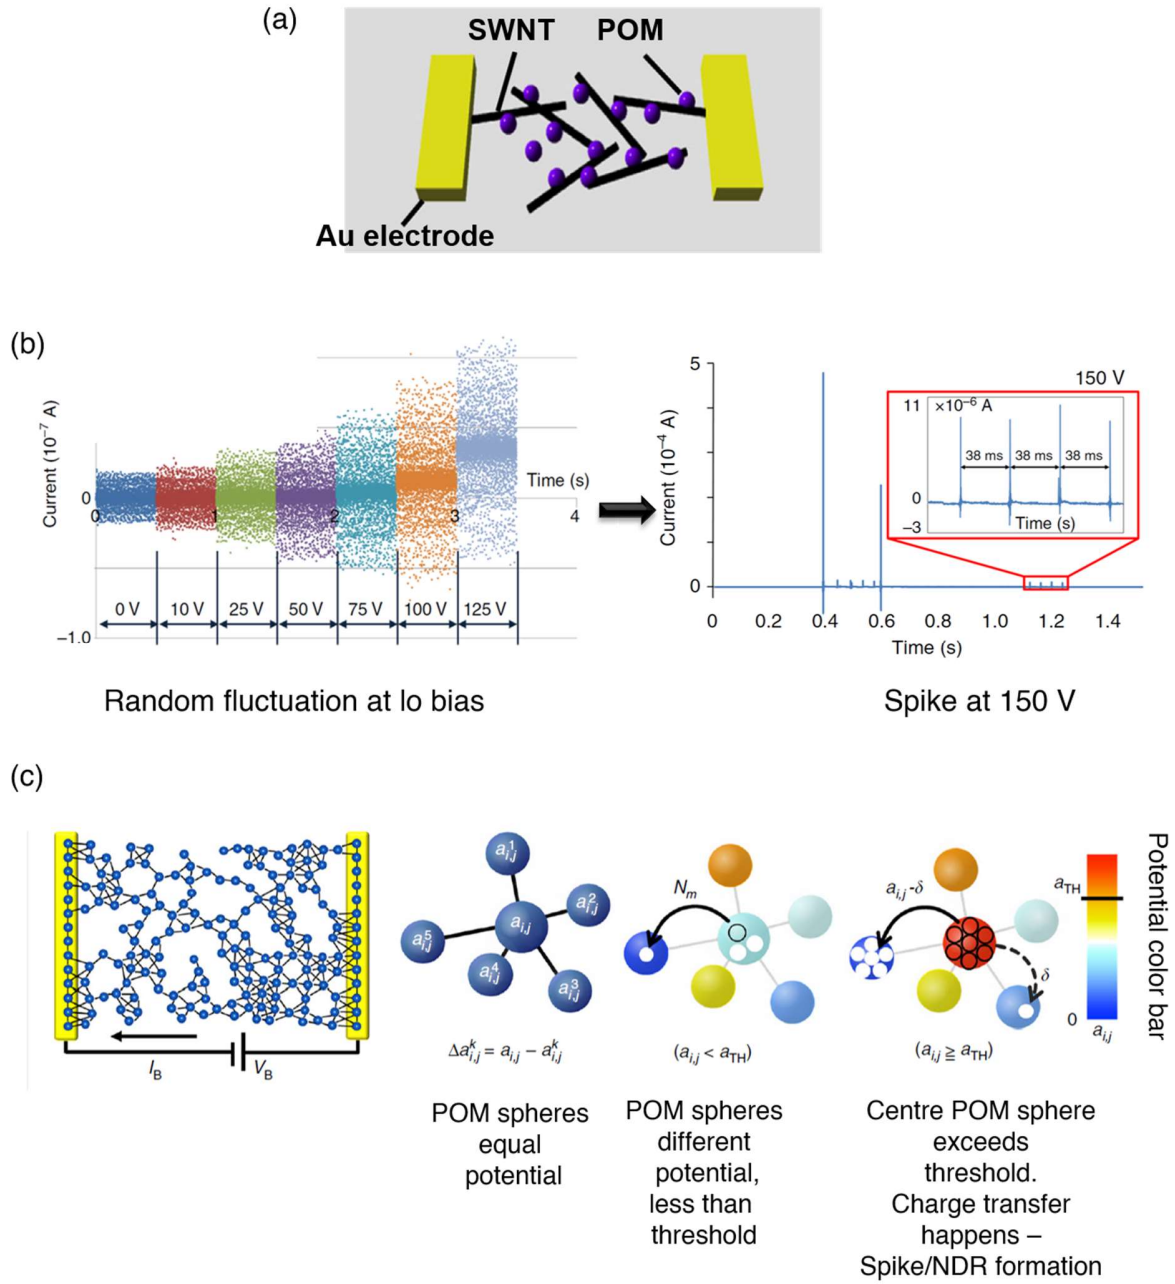 (a)
SWNT POM
Au electrode
(b)
Current (10⁻⁷ A)
0
−1.0
0 1 2 3 4
Time (s)
0 V 10 V 25 V 50 V 75 V 100 V 125 V
Random fluctuation at lo bias
Current (10⁻⁴ A)
5
0
0 0.2 0.4 0.6 0.8 1.0 1.2 1.4
Time (s)
150 V
11 ×10⁻⁶ A
38 ms 38 ms 38 ms
0
−3
Time (s)
Spike at 150 V
(c)
I_B V_B
a¹i,j
a²i,j
ai,j
a⁵i,j
a⁴i,j
a³i,j
Δaᵏi,j = ai,j − aᵏi,j
POM spheres
equal
potential
Nm
(ai,j < aTH)
POM spheres
different
potential,
less than
threshold
ai,j-δ
δ
(ai,j ≧ aTH)
Centre POM sphere
exceeds
threshold.
Charge transfer
happens –
Spike/NDR formation
aTH
0
ai,j
Potential color bar